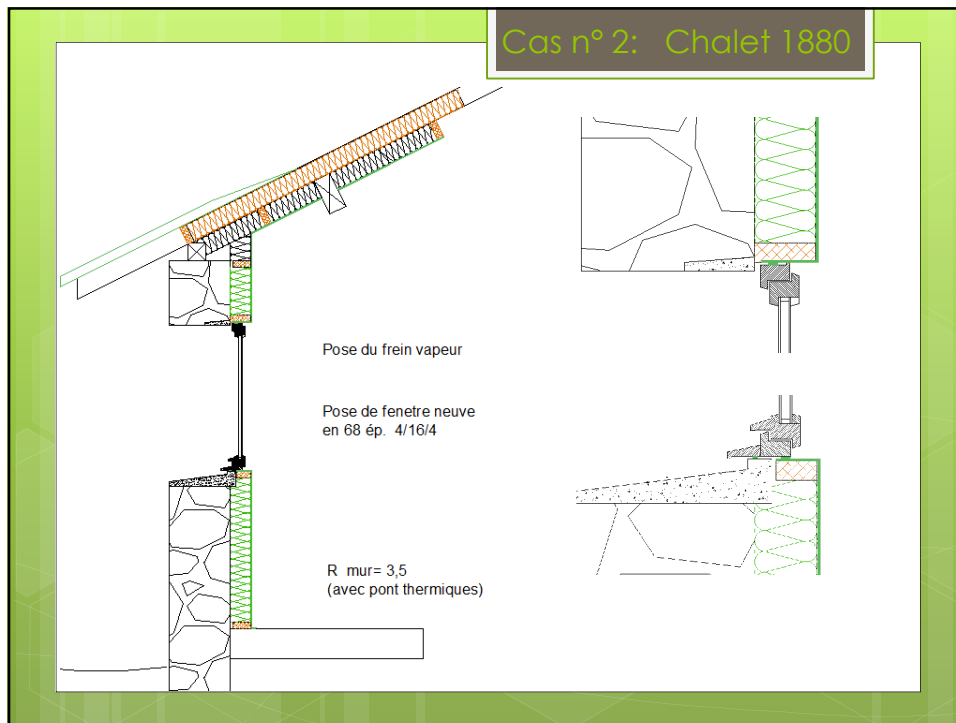 Cas n° 2: Chalet 1880
Pose du frein vapeur
Pose de fenetre neuve
en 68 ép. 4/16/4
R mur= 3,5
(avec pont thermiques)